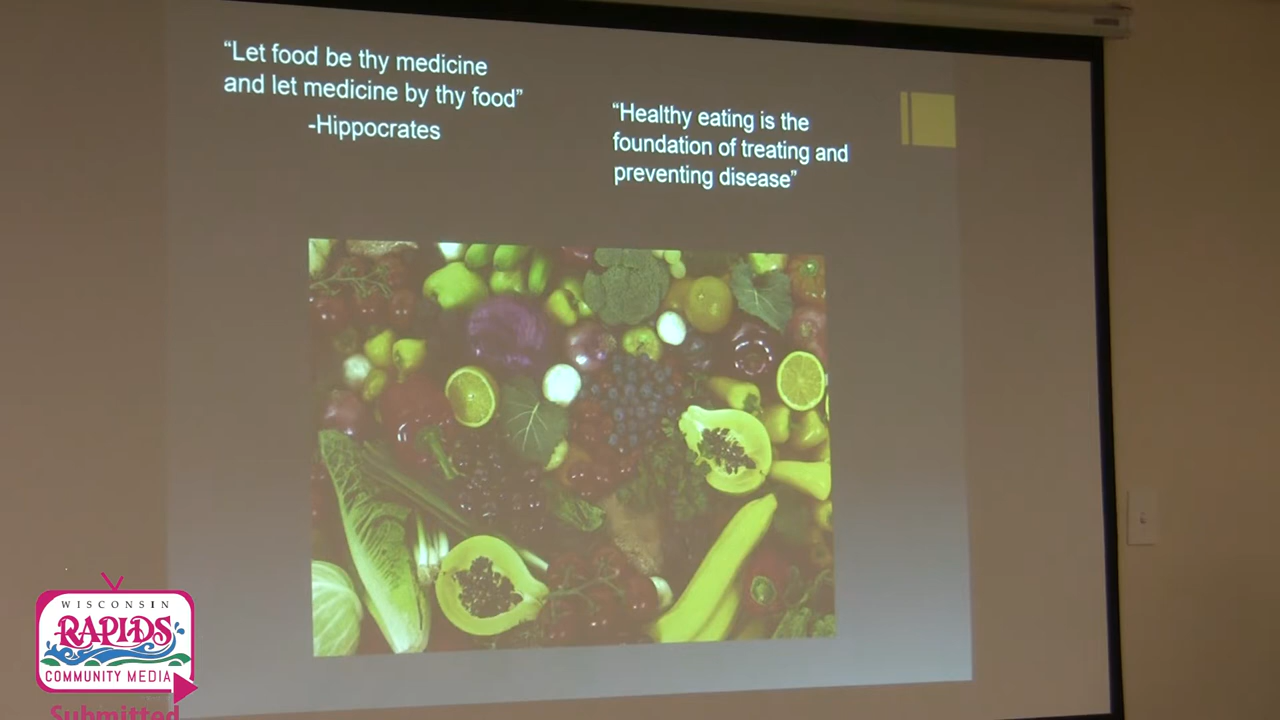 “Let food be thy medicine
and let medicine by thy food”
-Hippocrates
“Healthy eating is the
foundation of treating and
preventing disease”
WISCONSIN
RAPIDS
COMMUNITY MEDIA
Submitted